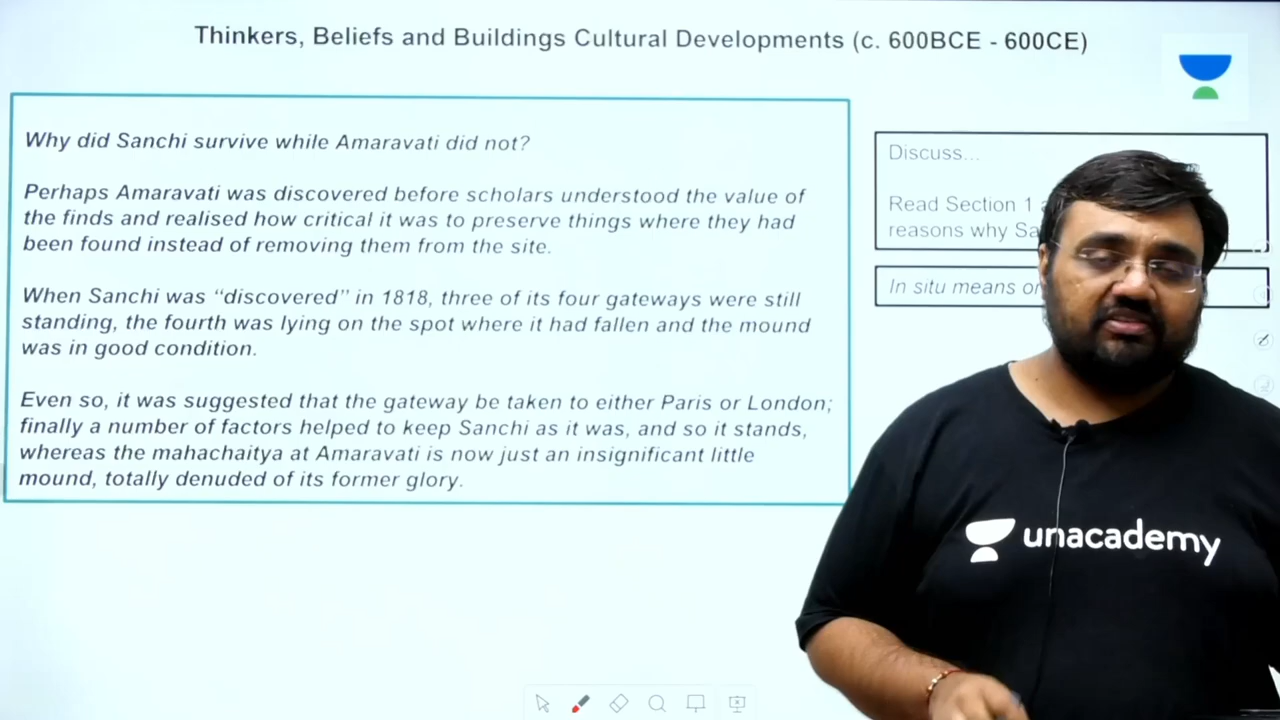 Thinkers, Beliefs and Buildings Cultural Developments (c. 600BCE - 600CE)
Why did Sanchi survive while Amaravati did not?
Perhaps Amaravati was discovered before scholars understood the value of
the finds and realised how critical it was to preserve things where they had
been found instead of removing them from the site.
When Sanchi was “discovered” in 1818, three of its four gateways were still
standing, the fourth was lying on the spot where it had fallen and the mound
was in good condition.
Even so, it was suggested that the gateway be taken to either Paris or London;
finally a number of factors helped to keep Sanchi as it was, and so it stands,
whereas the mahachaitya at Amaravati is now just an insignificant little
mound, totally denuded of its former glory.
Discuss...
Read Section 1
reasons why
In situ means
unacademy